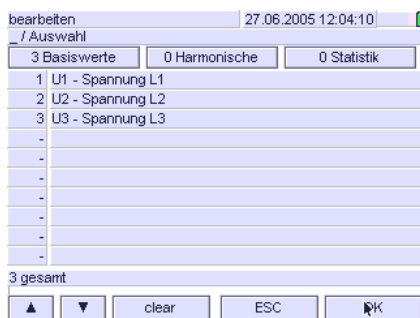 bearbeiten 27.06.2005 12:04:10
_ / Auswahl
3 Basiswerte 0 Harmonische 0 Statistik
1 U1 - Spannung L1
2 U2 - Spannung L2
3 U3 - Spannung L3
-
-
-
-
-
-
3 gesamt
▲ ▼ clear ESC OK